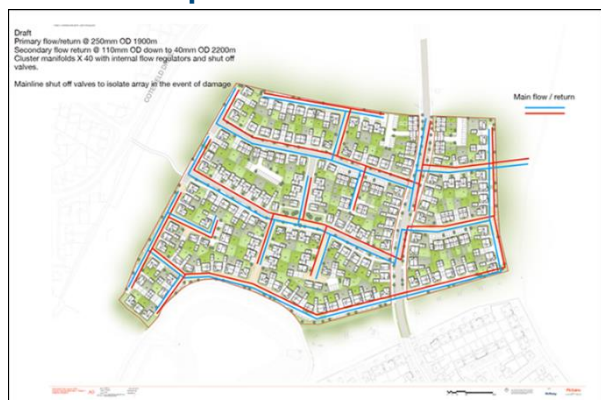 Draft
Primary flow/return @ 250mm OD 1900m
Secondary flow return @ 110mm OD down to 40mm OD 2200m
Cluster manifolds X 40 with internal flow regulators and shut off
valves.
Mainline shut off valves to isolate array in the event of damage
Main flow / return